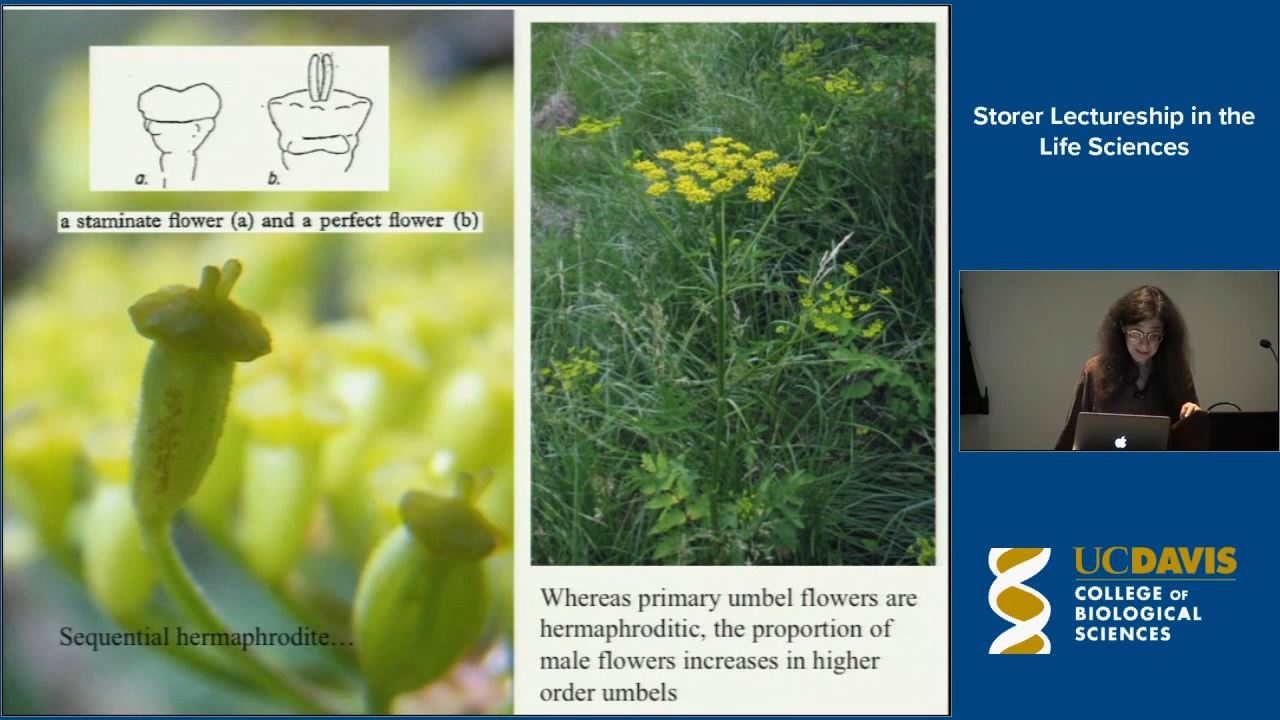 a.
b.
a staminate flower (a) and a perfect flower (b)
Sequential hermaphrodite…
Whereas primary umbel flowers are
hermaphroditic, the proportion of
male flowers increases in higher
order umbels
Storer Lectureship in the
Life Sciences
UCDAVIS
COLLEGE OF
BIOLOGICAL
SCIENCES